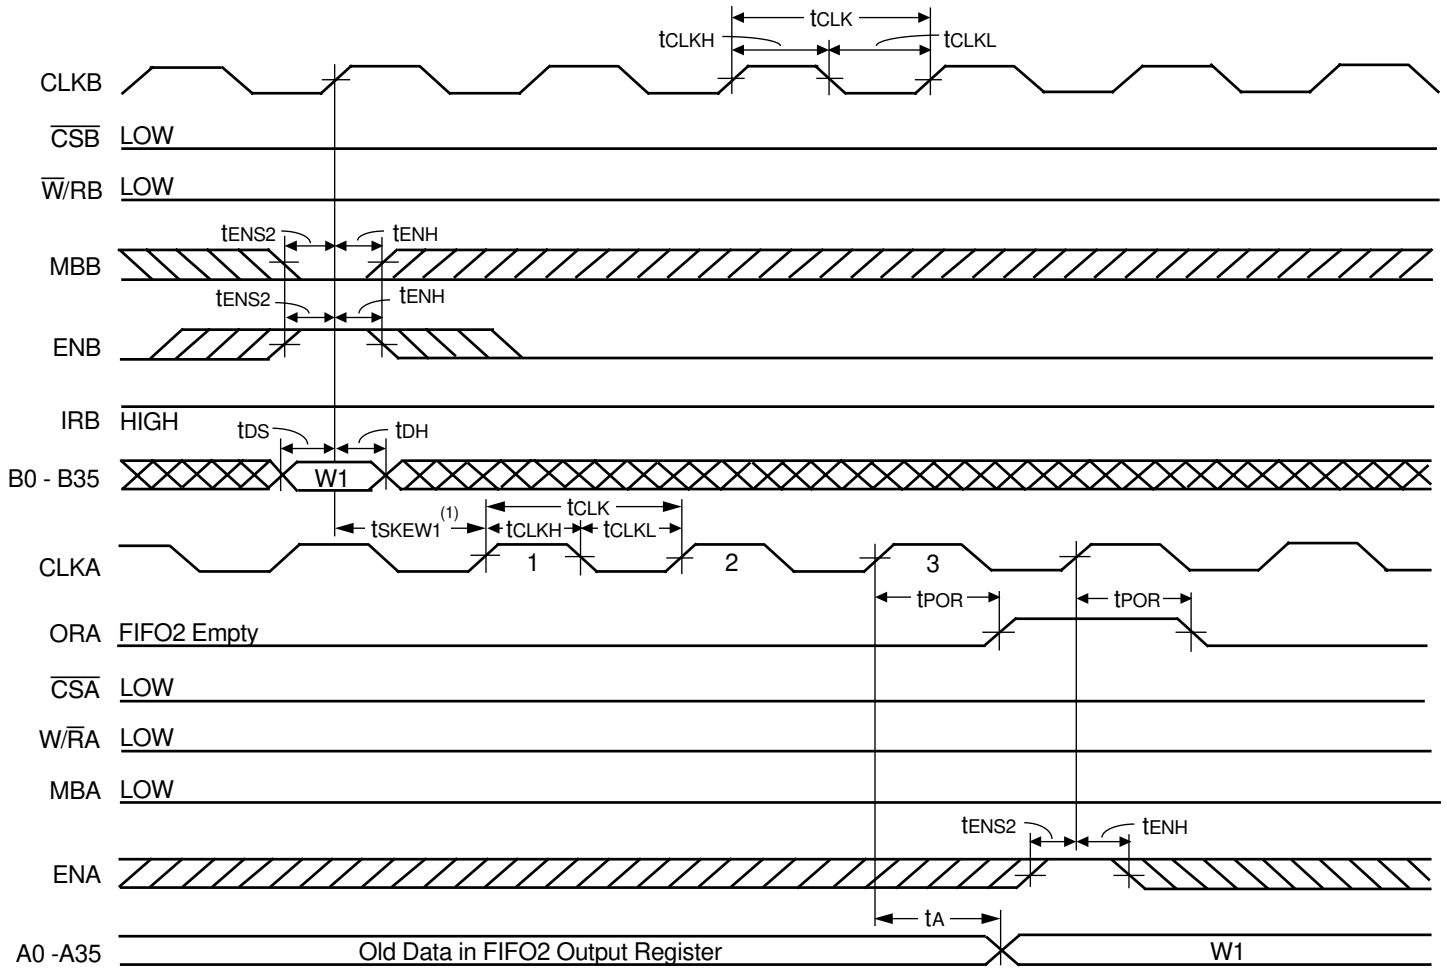 tCLK
tCLKH
tCLKL
CLKB
CSB LOW
W/RB LOW
tENS2 tENH
MBB
tENS2 tENH
ENB
IRB HIGH
tDS tDH
B0 - B35 W1
tCLK
tSKEW1(1) tCLKH tCLKL
CLKA 1 2 3
tPOR tPOR
ORA FIFO2 Empty
CSA LOW
W/RA LOW
MBA LOW
tENS2 tENH
ENA
tA
A0 -A35 Old Data in FIFO2 Output Register W1